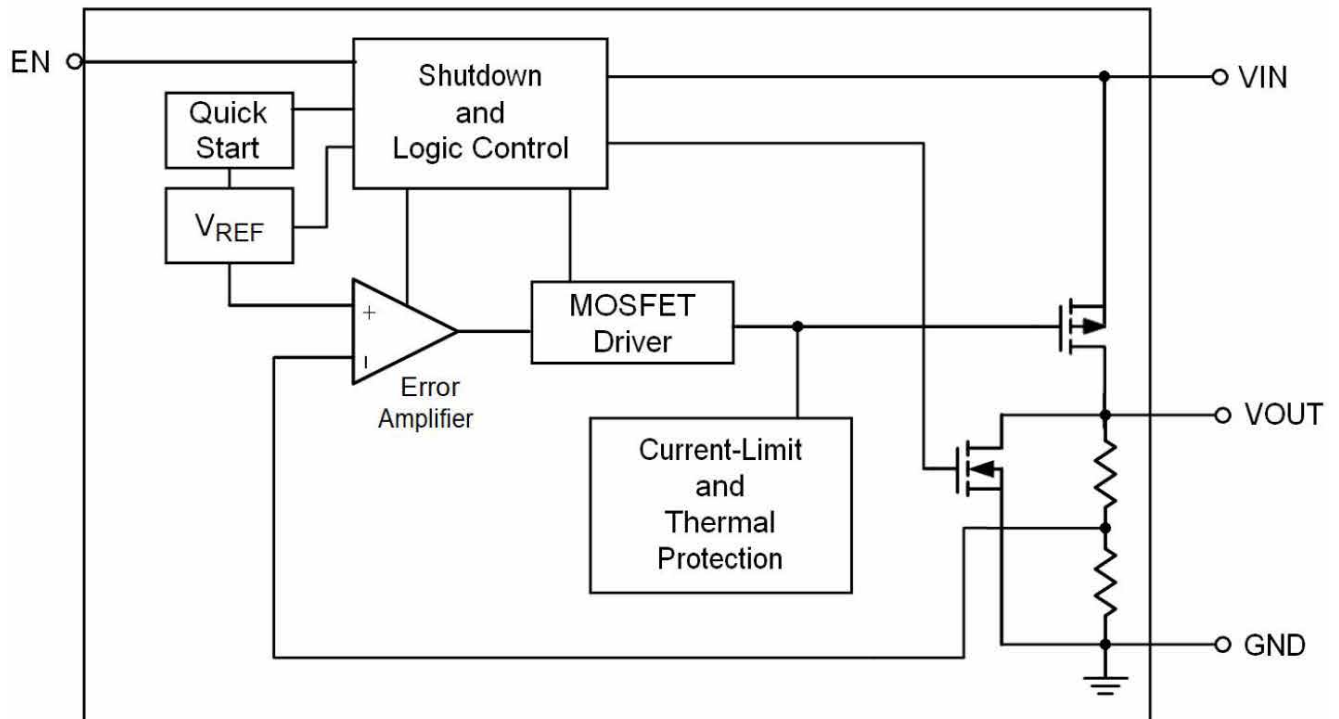 EN
Shutdown
and
Logic Control
VIN
Quick
Start
VREF
+
-
Error
Amplifier
MOSFET
Driver
VOUT
Current-Limit
and
Thermal
Protection
GND